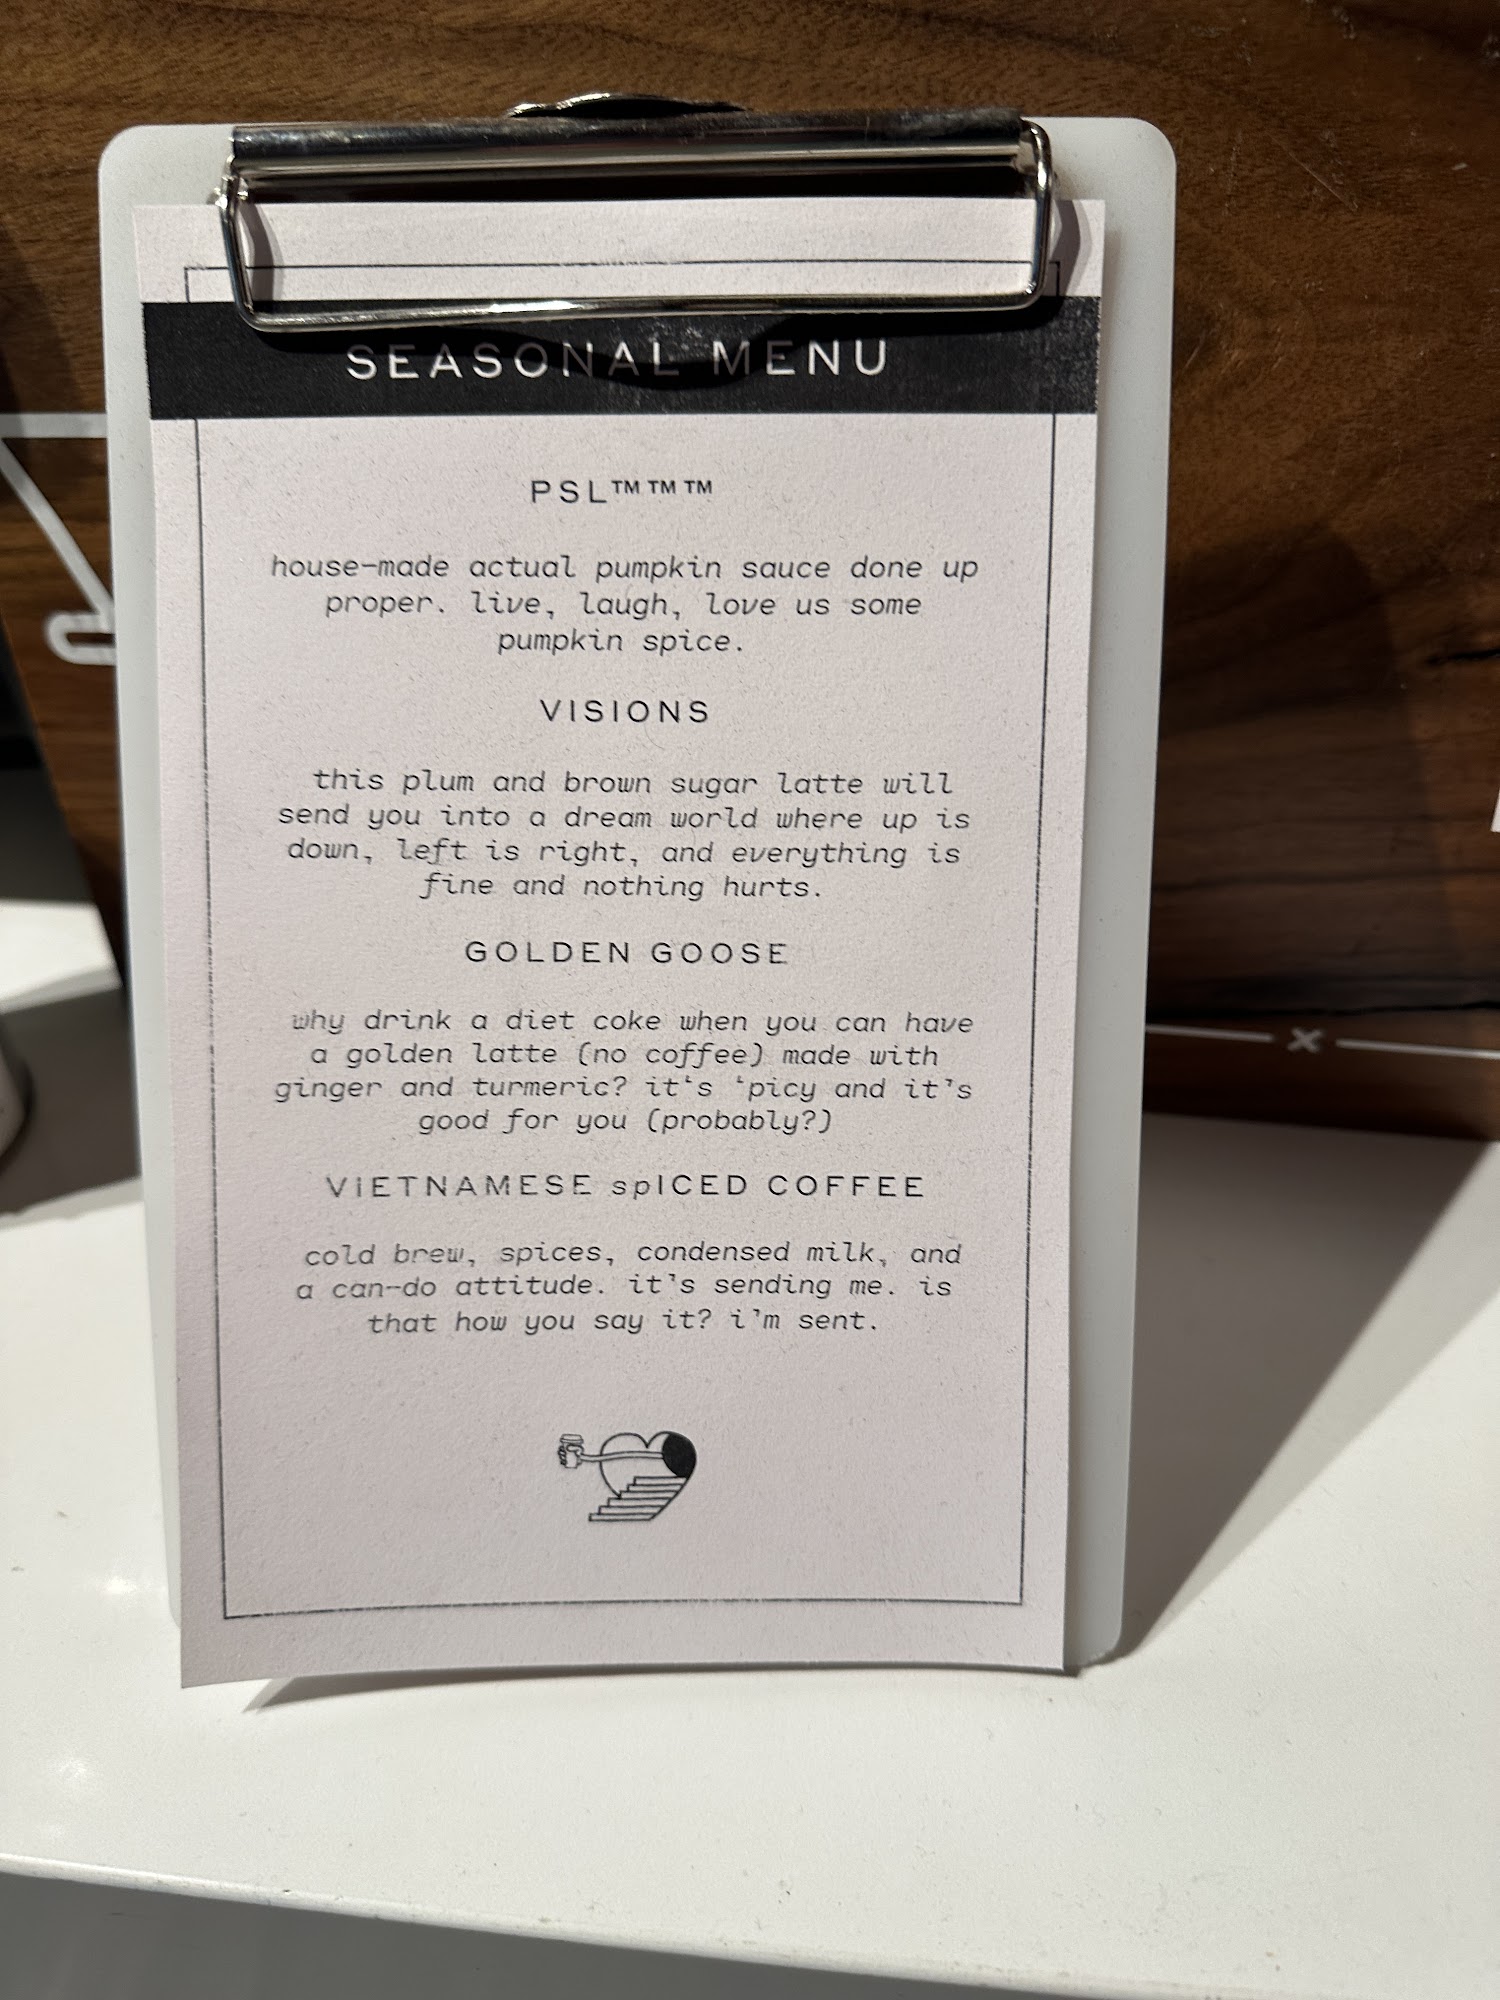 SEASONAL MENU
PSL™™™
house-made actual pumpkin sauce done up
proper. live, laugh, love us some
pumpkin spice.
VISIONS
this plum and brown sugar latte will
send you into a dream world where up is
down, left is right, and everything is
fine and nothing hurts.
GOLDEN GOOSE
why drink a diet coke when you can have
a golden latte (no coffee) made with
ginger and turmeric? it‘s ‘picy and it’s
good for you (probably?)
ViETNAMESE spICED COFFEE
cold brew, spices, condensed milk, and
a can-do attitude. it’s sending me. is
that how you say it? i’m sent.